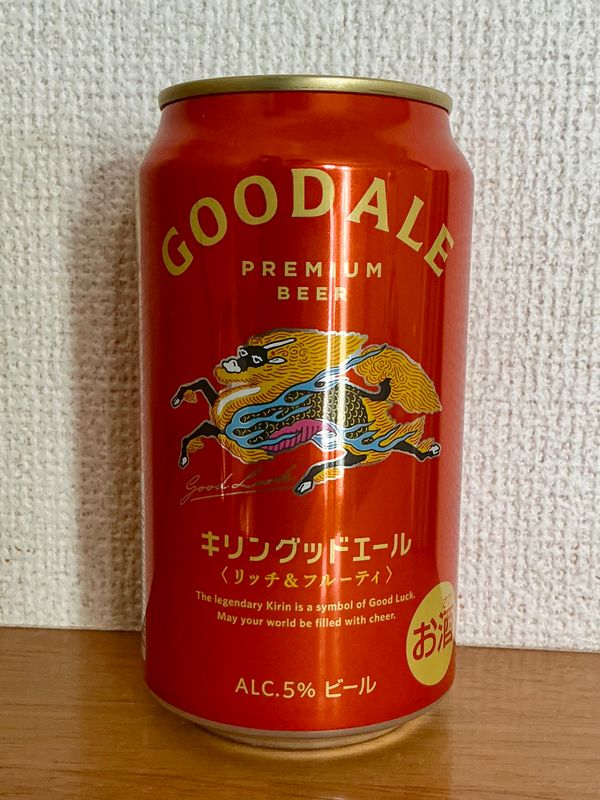 GOOD ALE
PREMIUM
BEER
Good Luck
キリングッドエール
〈リッチ&フルーティ〉
The legendary Kirin is a symbol of Good Luck.
May your world be filled with cheer.
お酒
ALC.5% ビール